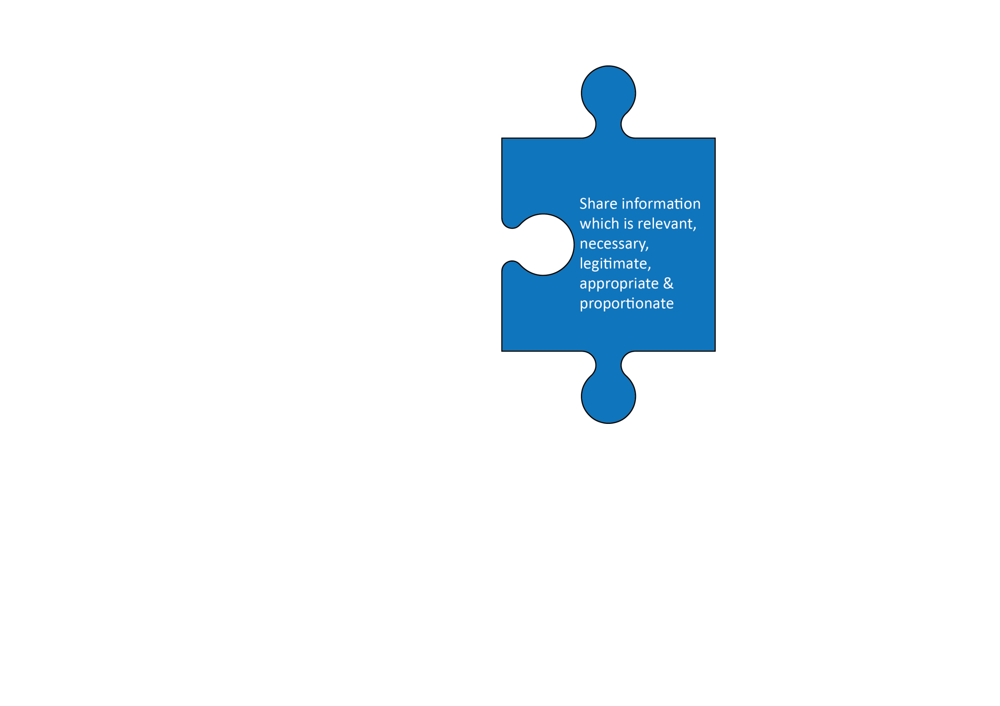 Share information
which is relevant,
necessary,
legitimate,
appropriate &
proportionate